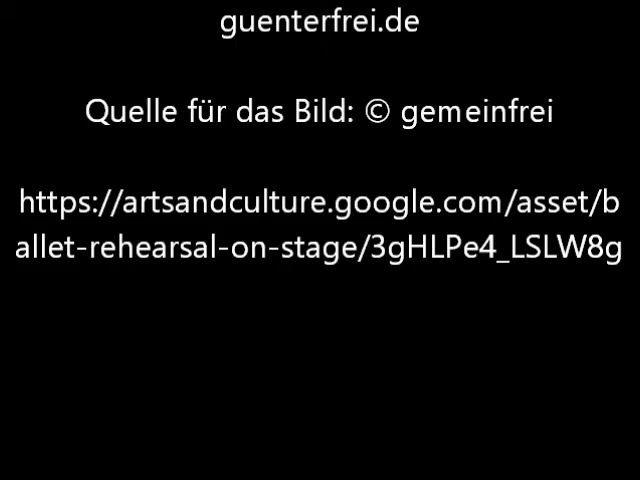 guenterfrei.de
Quelle für das Bild: © gemeinfrei
https://artsandculture.google.com/asset/b
allet-rehearsal-on-stage/3gHLPe4_LSLW8g